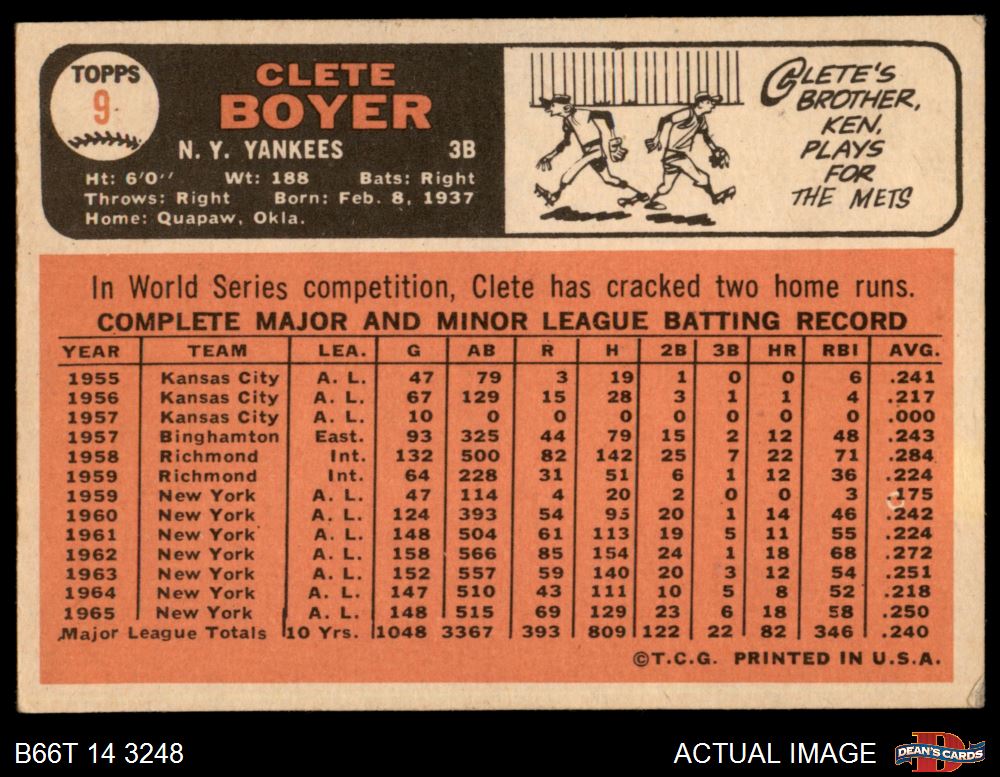 TOPPS
9
CLETE
BOYER
N. Y. YANKEES 3B
Ht: 6'0'' Wt: 188 Bats: Right
Throws: Right Born: Feb. 8, 1937
Home: Quapaw, Okla.
CLETE'S
BROTHER,
KEN,
PLAYS
FOR
THE METS
In World Series competition, Clete has cracked two home runs.
COMPLETE MAJOR AND MINOR LEAGUE BATTING RECORD
YEAR TEAM LEA. G AB R H 2B 3B HR RBI AVG.
1955 Kansas City A. L. 47 79 3 19 1 0 0 6 .241
1956 Kansas City A. L. 67 129 15 28 3 1 1 4 .217
1957 Kansas City A. L. 10 0 0 0 0 0 0 0 .000
1957 Binghamton East. 93 325 44 79 15 2 12 48 .243
1958 Richmond Int. 132 500 82 142 25 7 22 71 .284
1959 Richmond Int. 64 228 31 51 6 1 12 36 .224
1959 New York A. L. 47 114 4 20 2 0 0 3 .175
1960 New York A. L. 124 393 54 95 20 1 14 46 .242
1961 New York A. L. 148 504 61 113 19 5 11 55 .224
1962 New York A. L. 158 566 85 154 24 1 18 68 .272
1963 New York A. L. 152 557 59 140 20 3 12 54 .251
1964 New York A. L. 147 510 43 111 10 5 8 52 .218
1965 New York A. L. 148 515 69 129 23 6 18 58 .250
Major League Totals 10 Yrs. 1048 3367 393 809 122 22 82 346 .240
©T.C.G. PRINTED IN U.S.A.
B66T 14 3248 ACTUAL IMAGE
DEAN'S CARDS